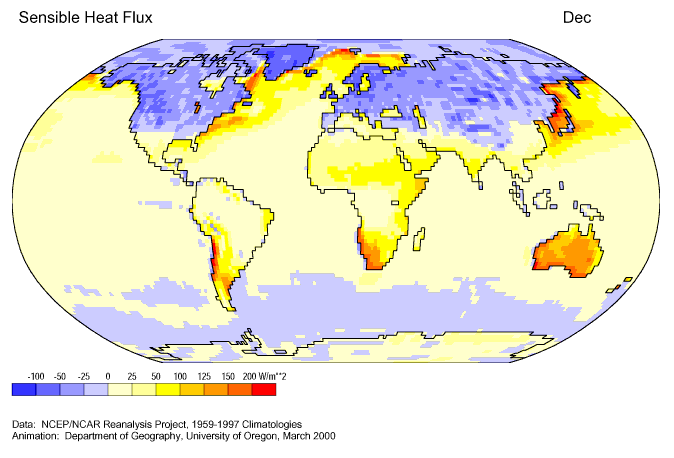 Sensible Heat Flux
Dec
-100 -50 -25 0 25 50 100 125 150 200 W/m**2
Data: NCEP/NCAR Reanalysis Project, 1959-1997 Climatologies
Animation: Department of Geography, University of Oregon, March 2000